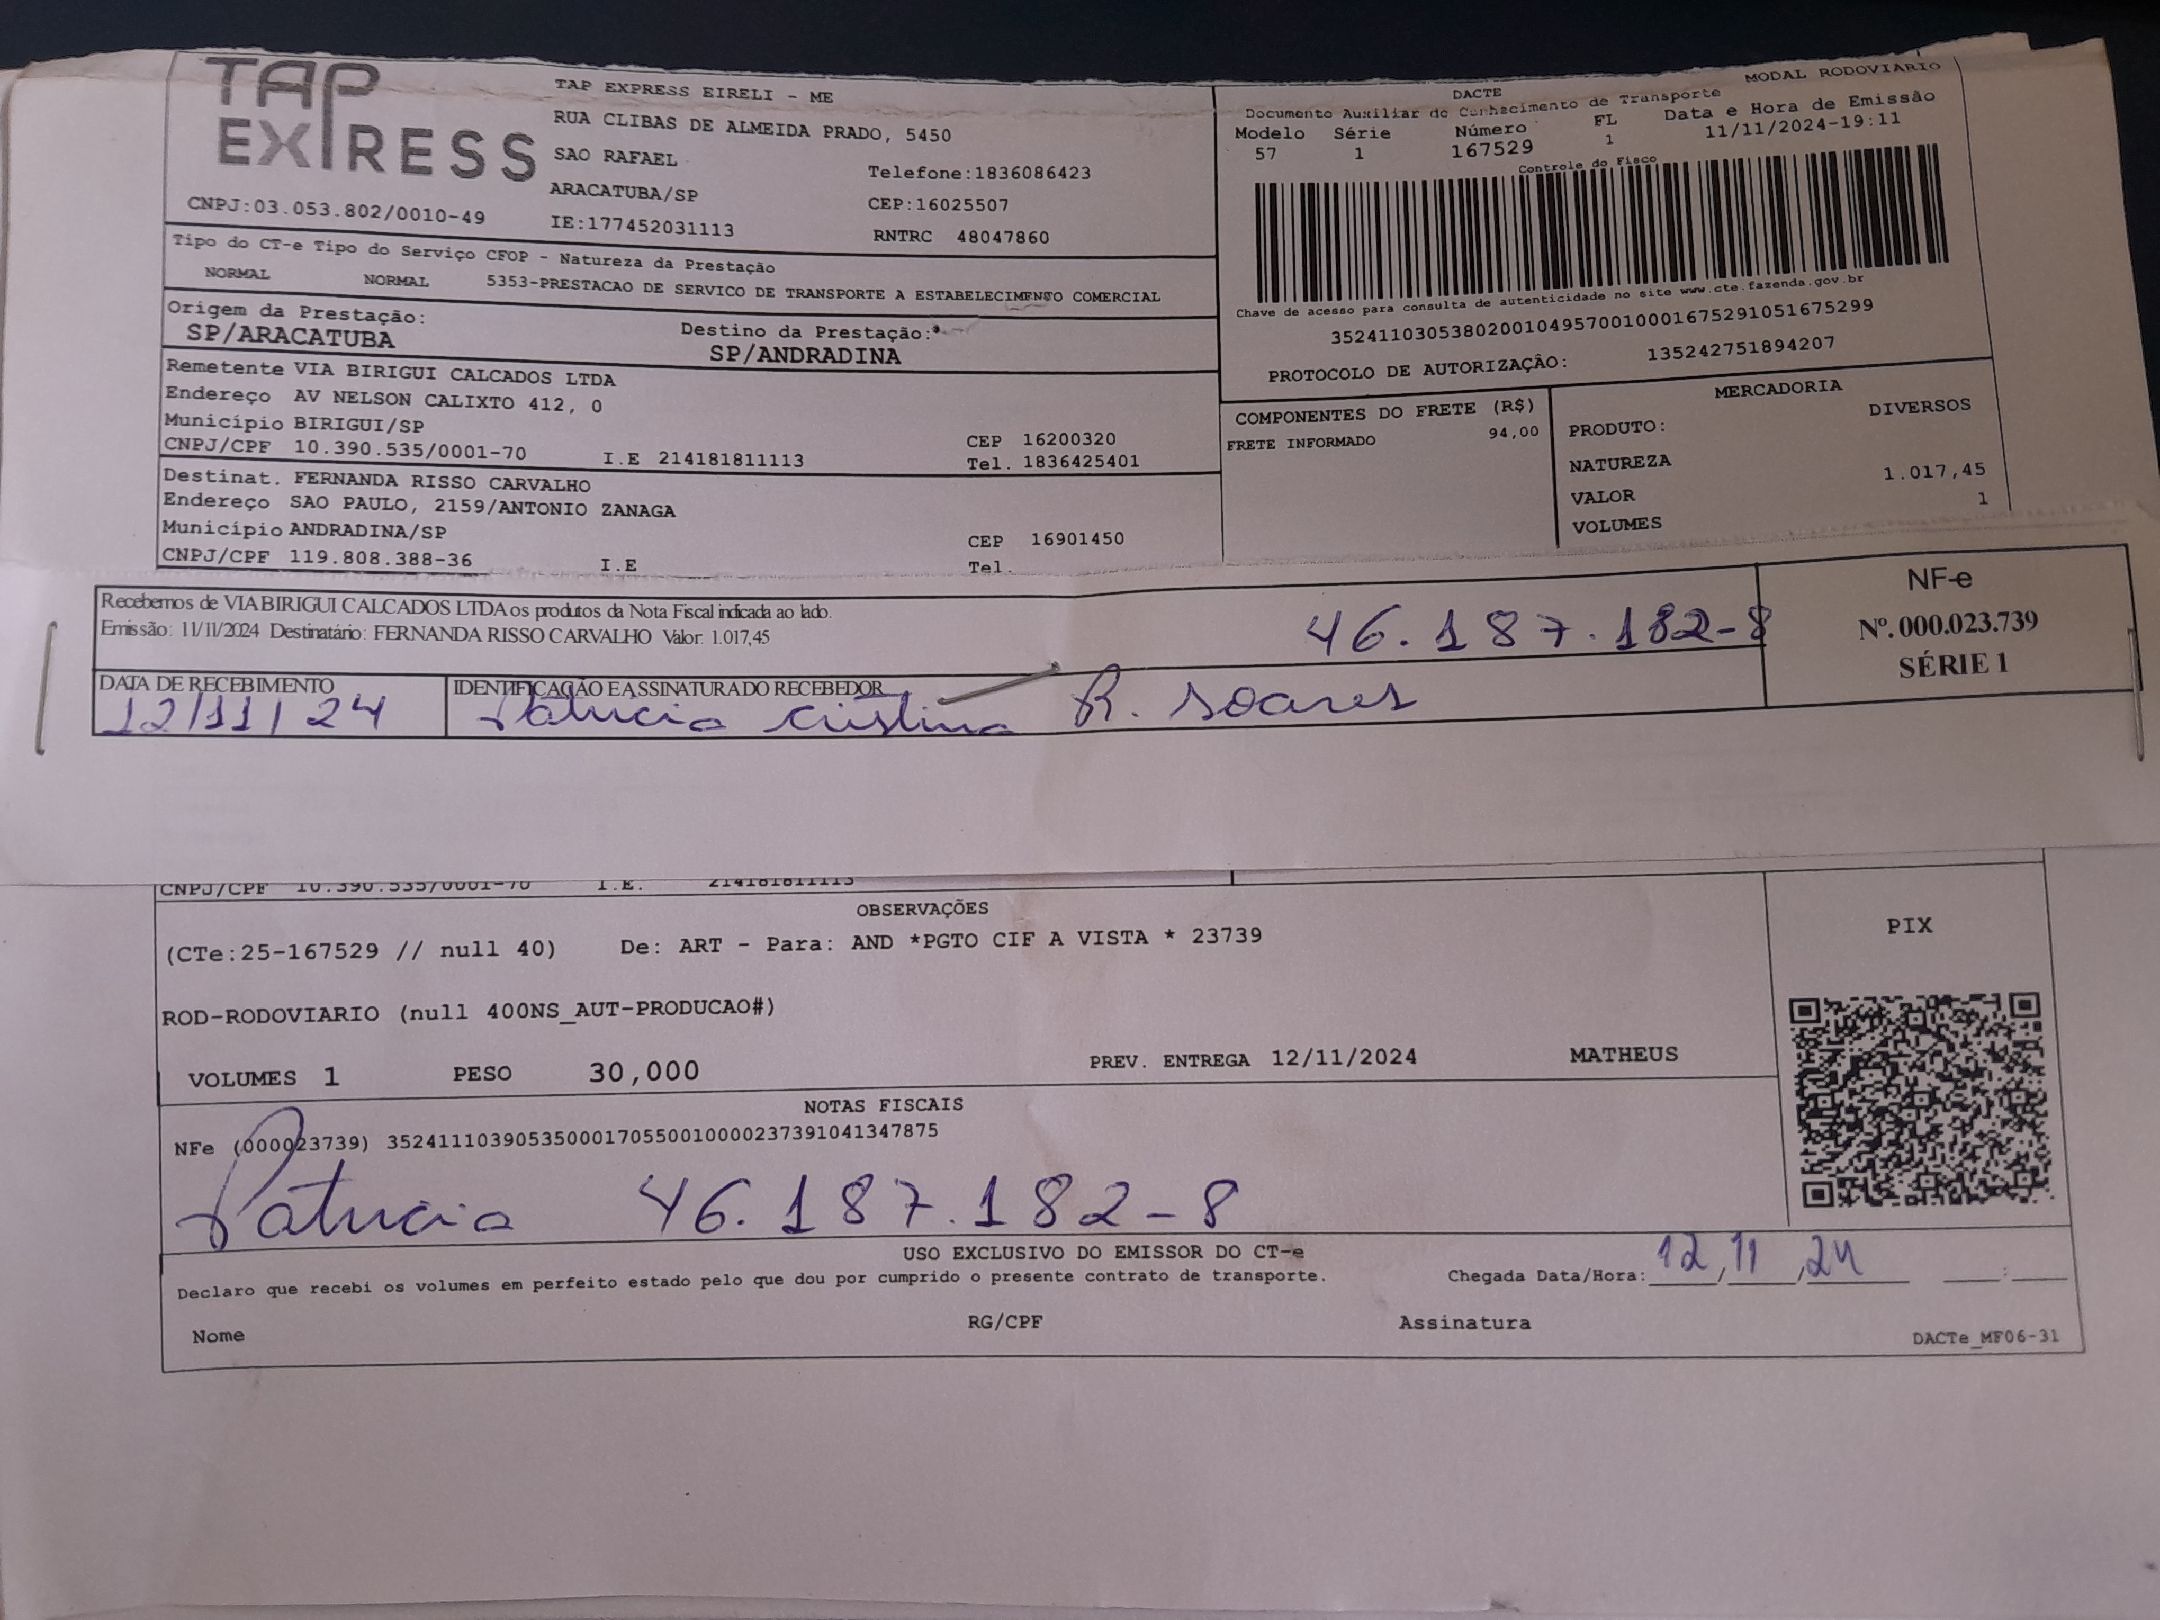 TAP EXPRESS
TAP EXPRESS EIRELI - ME
RUA CLIBAS DE ALMEIDA PRADO, 5450
SAO RAFAEL Telefone:1836086423
ARACATUBA/SP CEP:16025507
CNPJ:03.053.802/0010-49 IE:177452031113 RNTRC 48047860
MODAL RODOVIARIO
DACTE
Documento Auxiliar do Conhecimento de Transporte
Modelo Série Número FL Data e Hora de Emissão
57 1 167529 1 11/11/2024-19:11
Controle do Fisco
Chave de acesso para consulta de autenticidade no site www.cte.fazenda.gov.br
35241103053802001049570010001675291051675299
PROTOCOLO DE AUTORIZAÇÃO: 135242751894207
Tipo do CT-e Tipo do Serviço CFOP - Natureza da Prestação
NORMAL NORMAL 5353-PRESTACAO DE SERVICO DE TRANSPORTE A ESTABELECIMENTO COMERCIAL
Origem da Prestação: Destino da Prestação:
SP/ARACATUBA SP/ANDRADINA
Remetente VIA BIRIGUI CALCADOS LTDA
Endereço AV NELSON CALIXTO 412, 0
Município BIRIGUI/SP CEP 16200320
CNPJ/CPF 10.390.535/0001-70 I.E 214181811113 Tel. 1836425401
Destinat. FERNANDA RISSO CARVALHO
Endereço SAO PAULO, 2159/ANTONIO ZANAGA
Município ANDRADINA/SP CEP 16901450
CNPJ/CPF 119.808.388-36 I.E Tel.
COMPONENTES DO FRETE (R$)
FRETE INFORMADO 94,00
MERCADORIA
PRODUTO: DIVERSOS
NATUREZA
VALOR 1.017,45
VOLUMES 1
Recebemos de VIA BIRIGUI CALCADOS LTDA os produtos da Nota Fiscal indicada ao lado.
Emissão: 11/11/2024 Destinatário: FERNANDA RISSO CARVALHO Valor: 1.017,45
46.187.182-8
NF-e
Nº. 000.023.739
SÉRIE 1
DATA DE RECEBIMENTO IDENTIFICAÇÃO E ASSINATURA DO RECEBEDOR
12/11/24 Patricia Cristina R. Soares
CNPJ/CPF 10.390.535/0001-70 I.E. 214181811113
OBSERVAÇÕES
(CTe:25-167529 // null 40) De: ART - Para: AND *PGTO CIF A VISTA * 23739
PIX
ROD-RODOVIARIO (null 400NS_AUT-PRODUCAO#)
VOLUMES 1 PESO 30,000 PREV. ENTREGA 12/11/2024 MATHEUS
NOTAS FISCAIS
NFe (000023739) 35241110390535000170550010000237391041347875
Patricia 46.187.182-8
USO EXCLUSIVO DO EMISSOR DO CT-e
Declaro que recebi os volumes em perfeito estado pelo que dou por cumprido o presente contrato de transporte. Chegada Data/Hora: 12/11/24 :
Nome RG/CPF Assinatura
DACTe_MF06-31